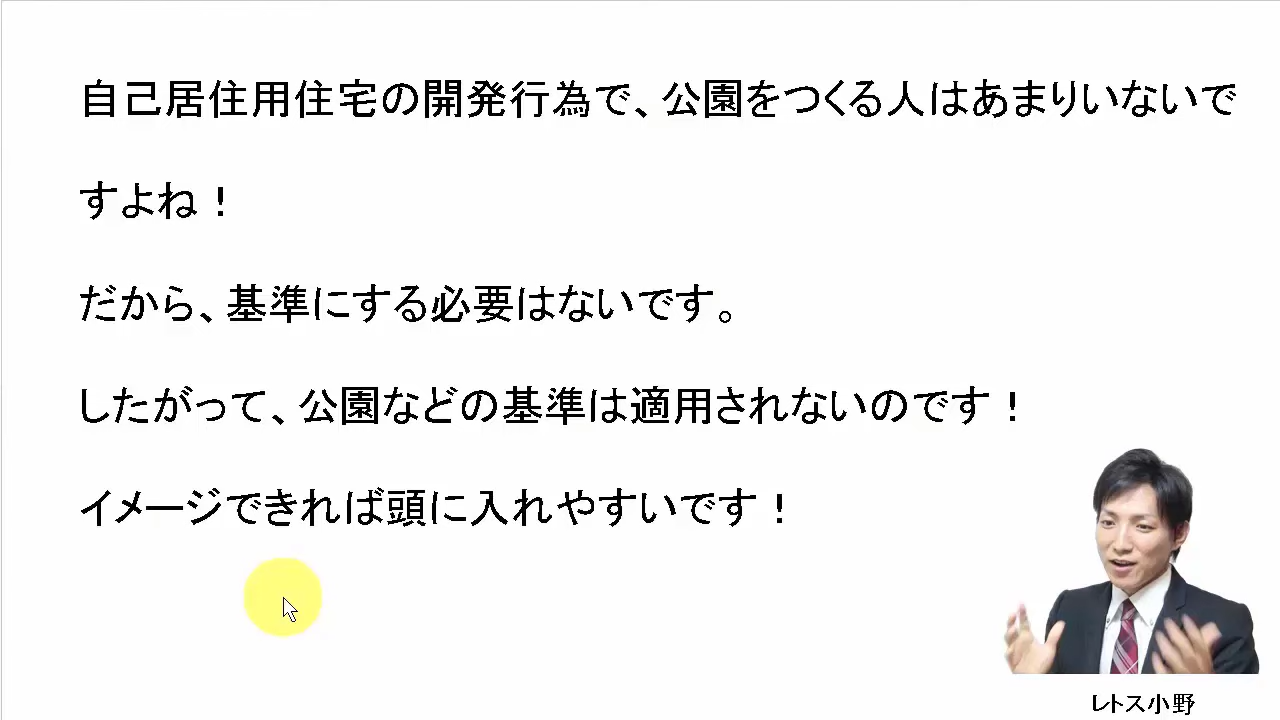 自己居住用住宅の開発行為で、公園をつくる人はあまりいないで
すよね！
だから、基準にする必要はないです。
したがって、公園などの基準は適用されないのです！
イメージできれば頭に入れやすいです！
レトス小野